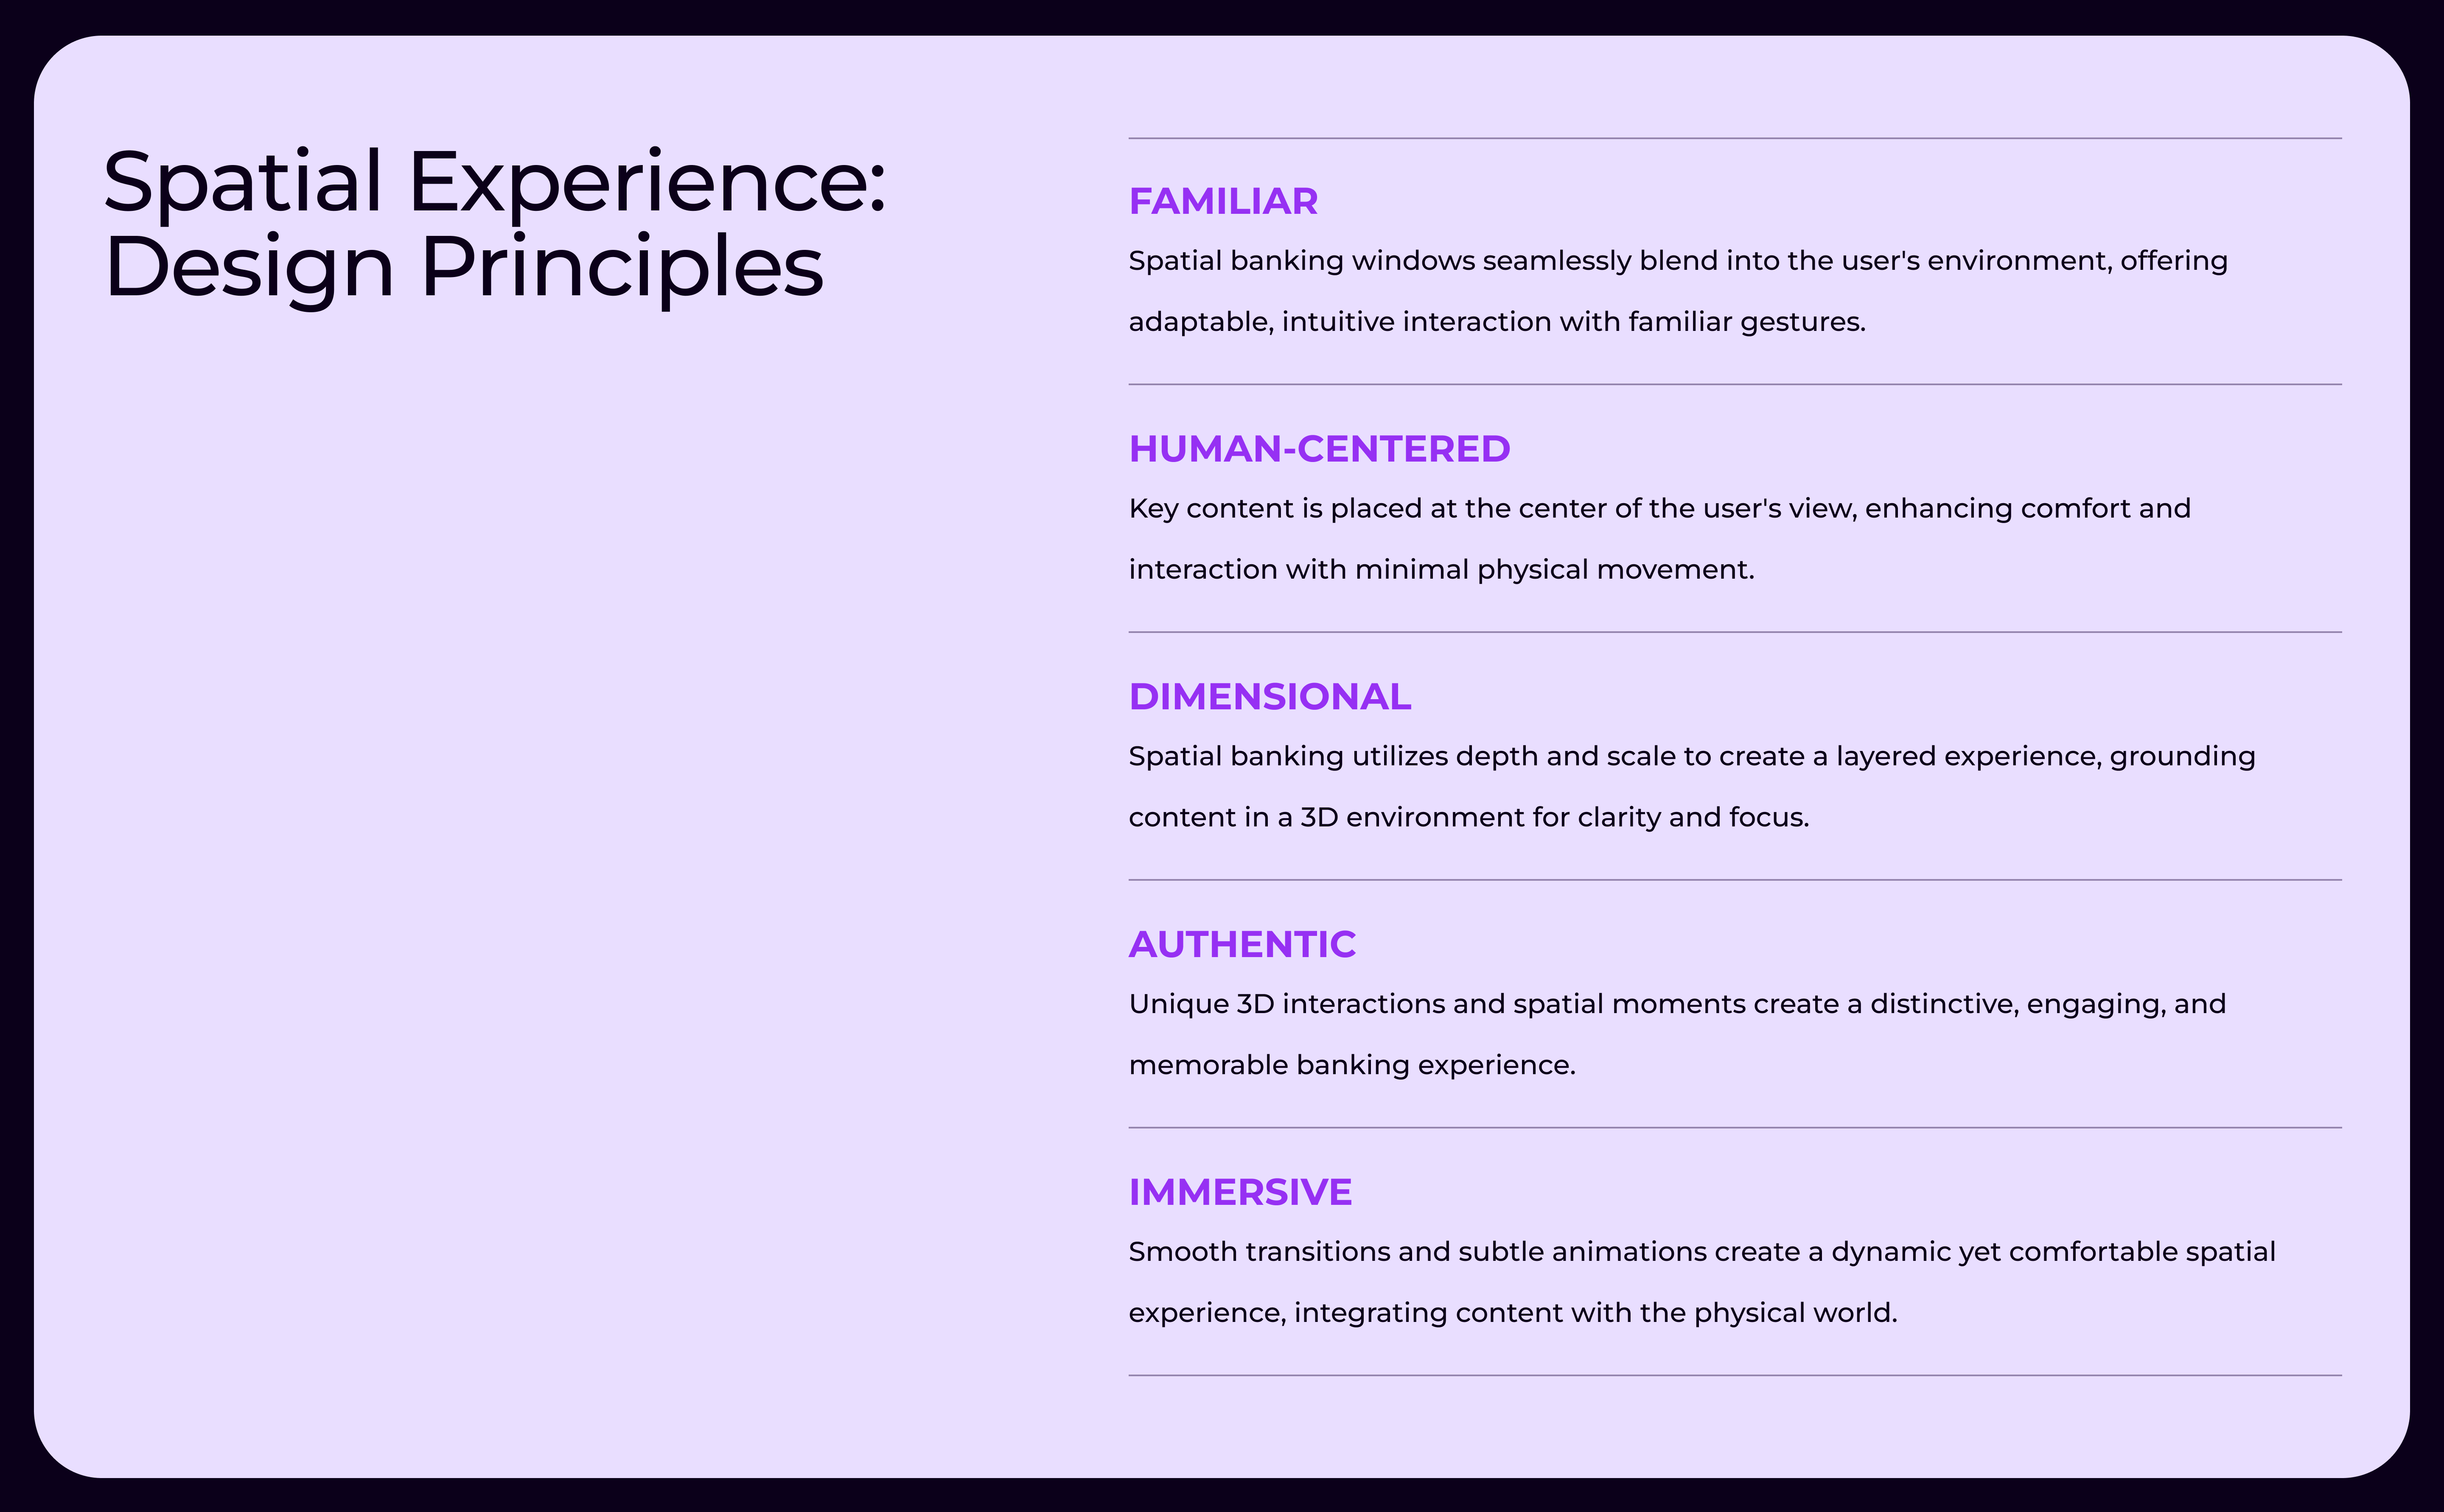 Spatial Experience:
Design Principles
FAMILIAR
Spatial banking windows seamlessly blend into the user's environment, offering
adaptable, intuitive interaction with familiar gestures.
HUMAN-CENTERED
Key content is placed at the center of the user's view, enhancing comfort and
interaction with minimal physical movement.
DIMENSIONAL
Spatial banking utilizes depth and scale to create a layered experience, grounding
content in a 3D environment for clarity and focus.
AUTHENTIC
Unique 3D interactions and spatial moments create a distinctive, engaging, and
memorable banking experience.
IMMERSIVE
Smooth transitions and subtle animations create a dynamic yet comfortable spatial
experience, integrating content with the physical world.